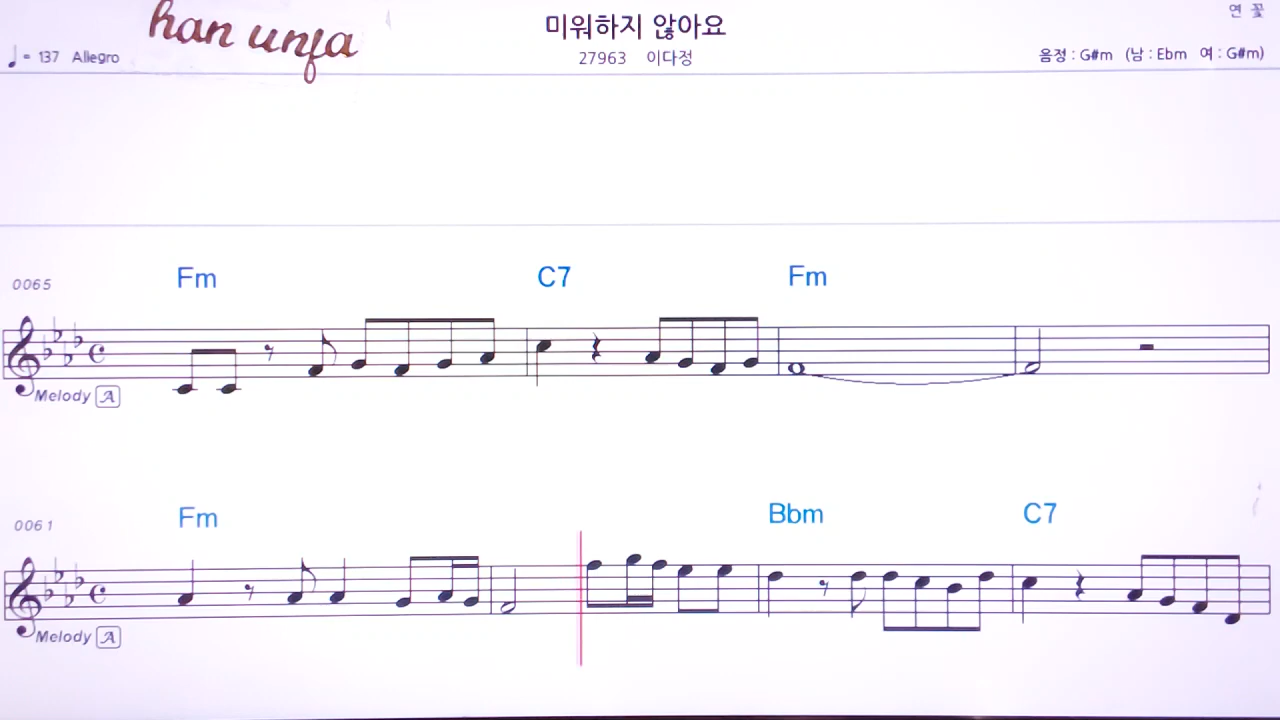 han unja
미워하지 않아요
연 꽃
♩= 137 Allegro
27963 이다정
음정 : G#m (남 : Ebm 여 : G#m)
Fm C7 Fm
0065
Melody A
Fm Bbm C7
0061
Melody A